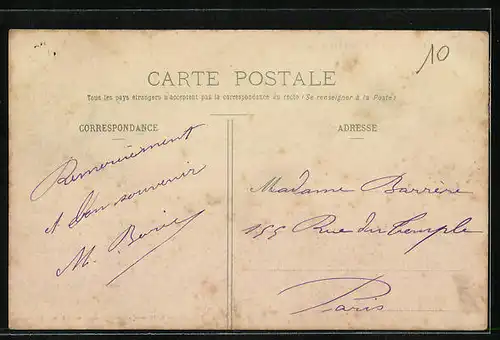 10
CARTE POSTALE
Tous les pays étrangers n'acceptent pas la correspondance au recto (Se renseigner à la Poste)
CORRESPONDANCE
ADRESSE
Remerciement
et bon souvenir
M.
Madame Barrère
155 Rue du Temple
Paris